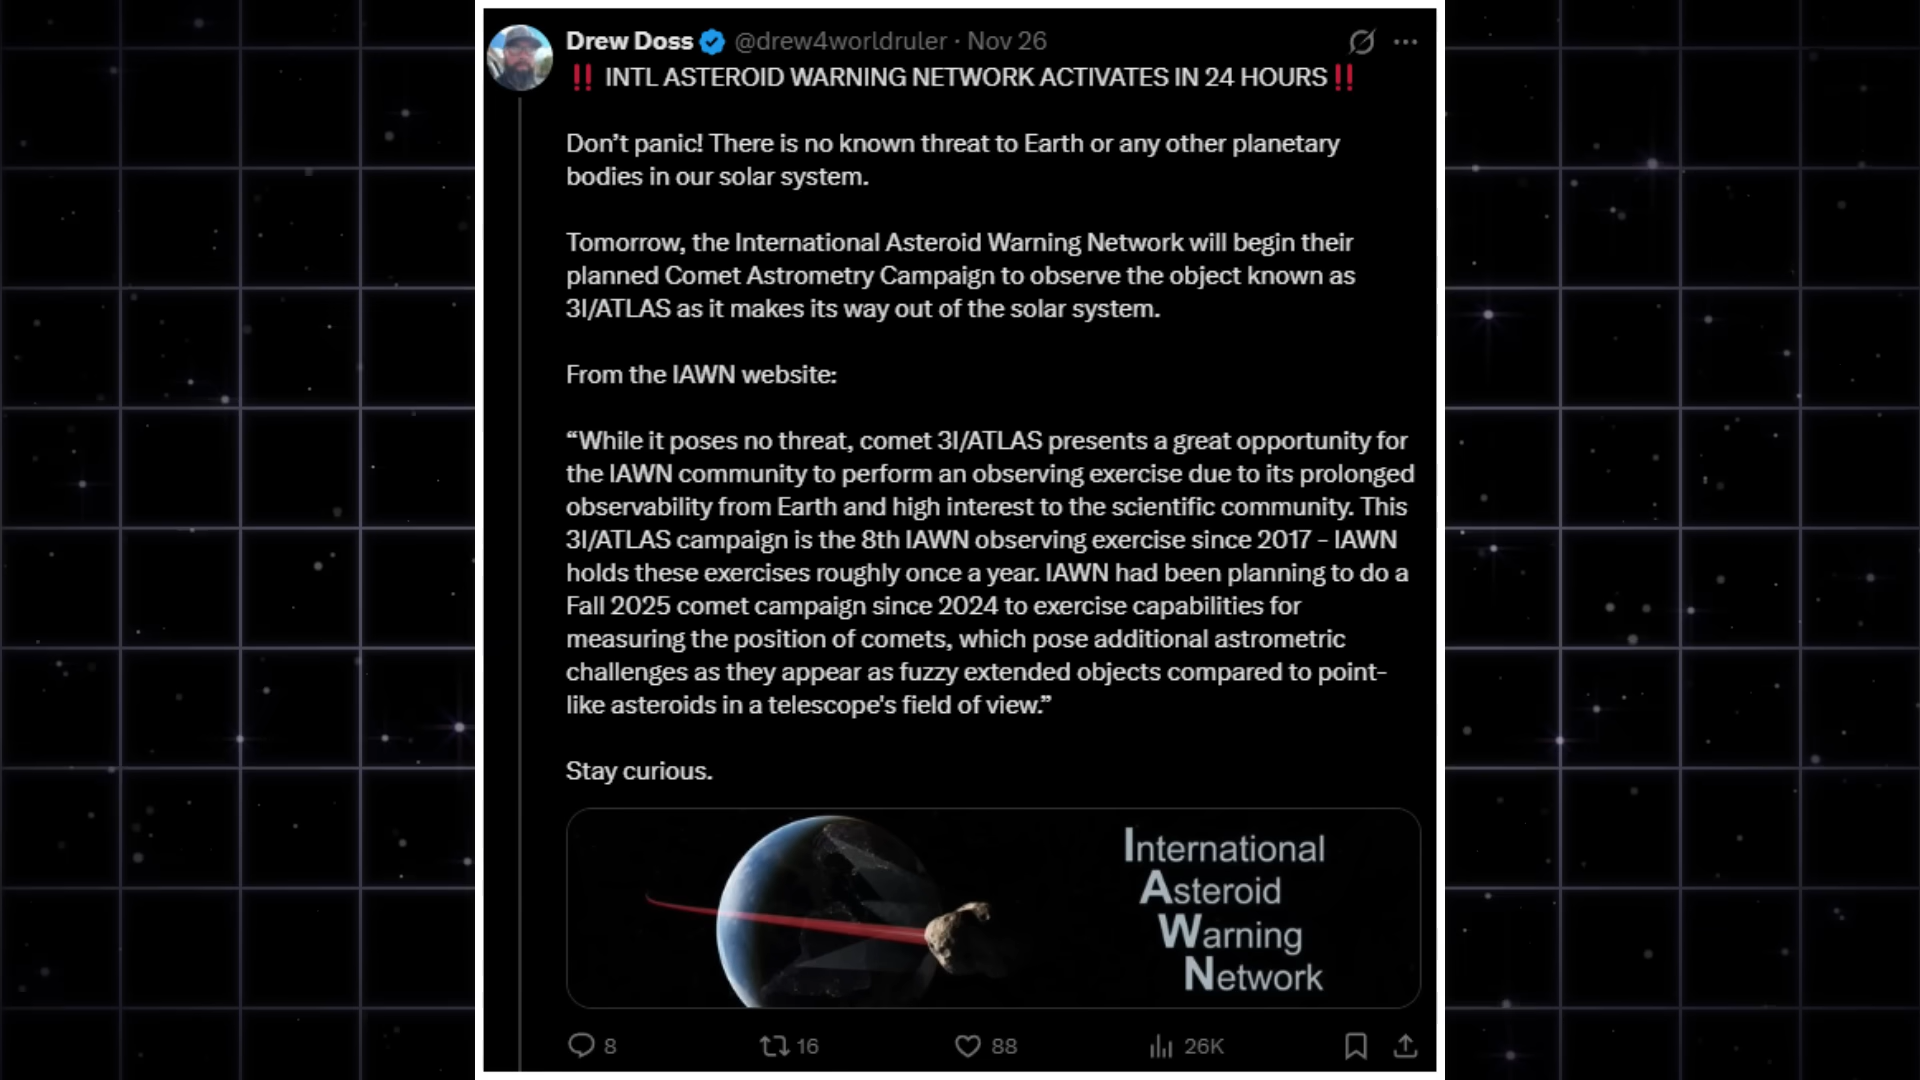 Drew Doss @drew4worldruler · Nov 26
‼️ INTL ASTEROID WARNING NETWORK ACTIVATES IN 24 HOURS ‼️
Don’t panic! There is no known threat to Earth or any other planetary
bodies in our solar system.
Tomorrow, the International Asteroid Warning Network will begin their
planned Comet Astrometry Campaign to observe the object known as
3I/ATLAS as it makes its way out of the solar system.
From the IAWN website:
“While it poses no threat, comet 3I/ATLAS presents a great opportunity for
the IAWN community to perform an observing exercise due to its prolonged
observability from Earth and high interest to the scientific community. This
3I/ATLAS campaign is the 8th IAWN observing exercise since 2017 - IAWN
holds these exercises roughly once a year. IAWN had been planning to do a
Fall 2025 comet campaign since 2024 to exercise capabilities for
measuring the position of comets, which pose additional astrometric
challenges as they appear as fuzzy extended objects compared to point-
like asteroids in a telescope's field of view.”
Stay curious.
International
Asteroid
Warning
Network
8 16 88 26K